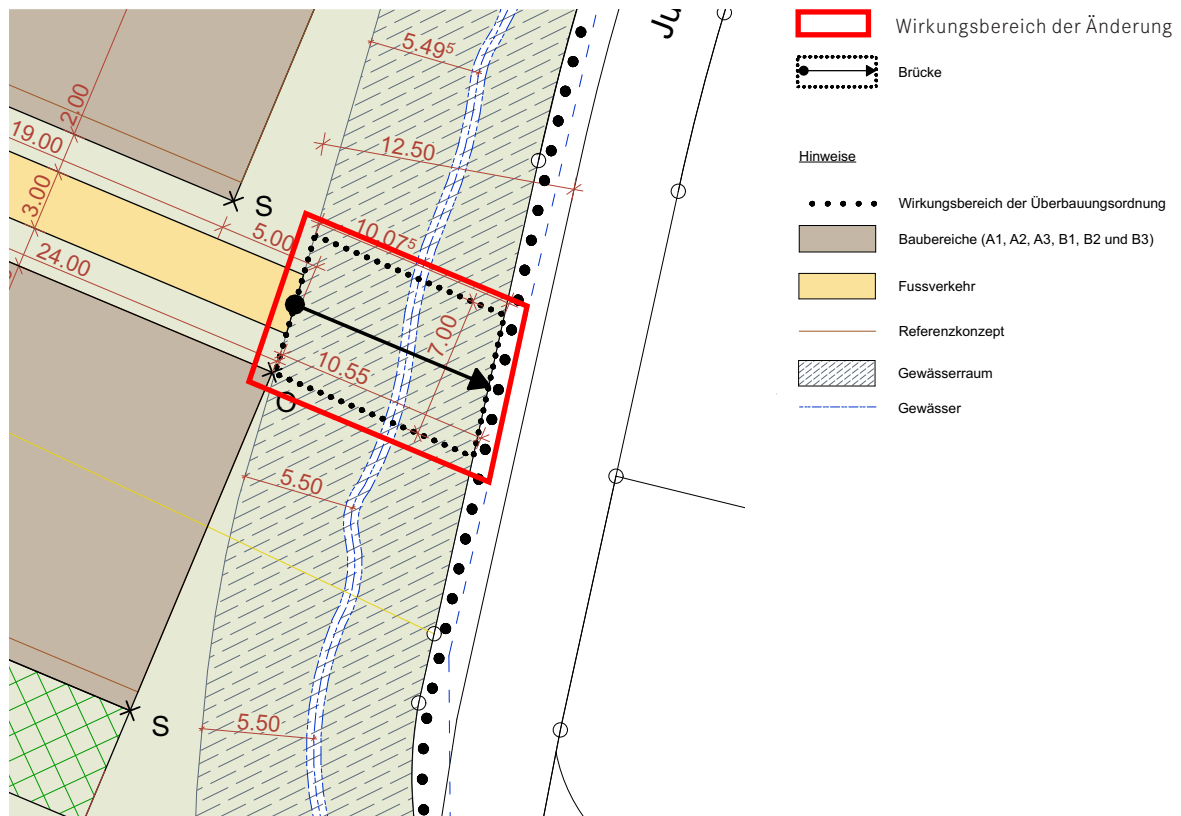 Ju
5.49⁵
2.00
12.50
19.00
S
3.00
5.00
10.07⁵
24.00
7.00
10.55
O
5.50
S
5.50
Wirkungsbereich der Änderung
Brücke
Hinweise
Wirkungsbereich der Überbauungsordnung
Baubereiche (A1, A2, A3, B1, B2 und B3)
Fussverkehr
Referenzkonzept
Gewässerraum
Gewässer